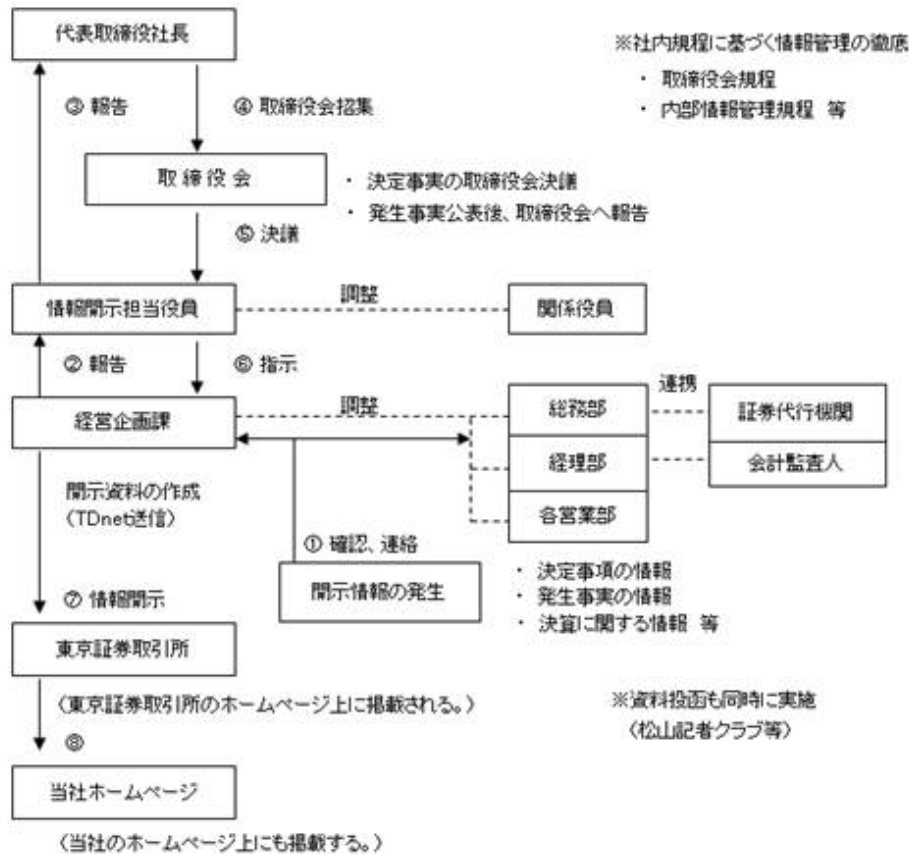 代表取締役社長
※社内規程に基づく情報管理の徹底
・ 取締役会規程
・ 内部情報管理規程 等
③ 報告
④ 取締役会招集
取 締 役 会
・ 決定事実の取締役会決議
・ 発生事実公表後、取締役会へ報告
⑤ 決議
情報開示担当役員
調整
関係役員
② 報告
⑥ 指示
経営企画課
調整
総務部
連携
証券代行機関
経理部
会計監査人
各営業部
開示資料の作成
(TDnet送信)
① 確認、連絡
開示情報の発生
・ 決定事項の情報
・ 発生事実の情報
・ 決算に関する情報 等
⑦ 情報開示
東京証券取引所
(東京証券取引所のホームページ上に掲載される。)
※資料投函も同時に実施
(松山記者クラブ等)
⑧
当社ホームページ
(当社のホームページ上にも掲載する。)